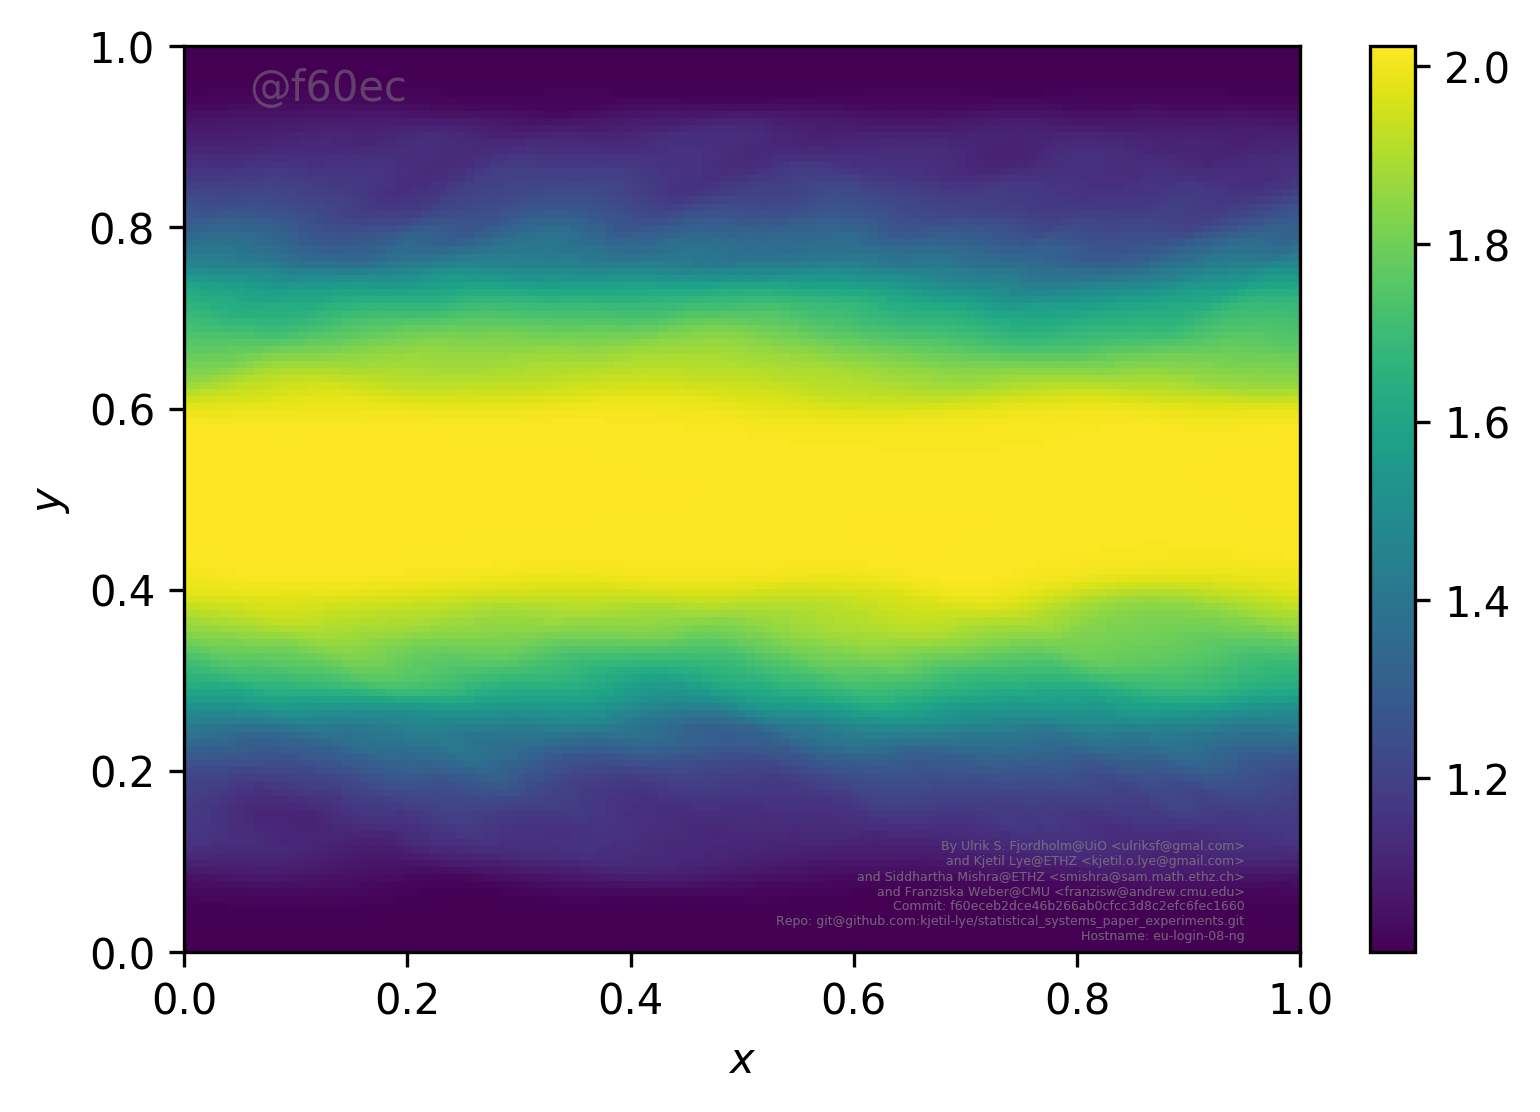 1.0
@f60ec
0.8
0.6
0.4
0.2
0.0
y
0.0 0.2 0.4 0.6 0.8 1.0
x
2.0
1.8
1.6
1.4
1.2
By Ulrik S. Fjordholm@UiO <ulriksf@gmal.com>
and Kjetil Lye@ETHZ <kjetil.o.lye@gmail.com>
and Siddhartha Mishra@ETHZ <smishra@sam.math.ethz.ch>
and Franziska Weber@CMU <franzisw@andrew.cmu.edu>
Commit: f60eceb2dce46b266ab0cfcc3d8c2efc6fec1660
Repo: git@github.com:kjetil-lye/statistical_systems_paper_experiments.git
Hostname: eu-login-08-ng